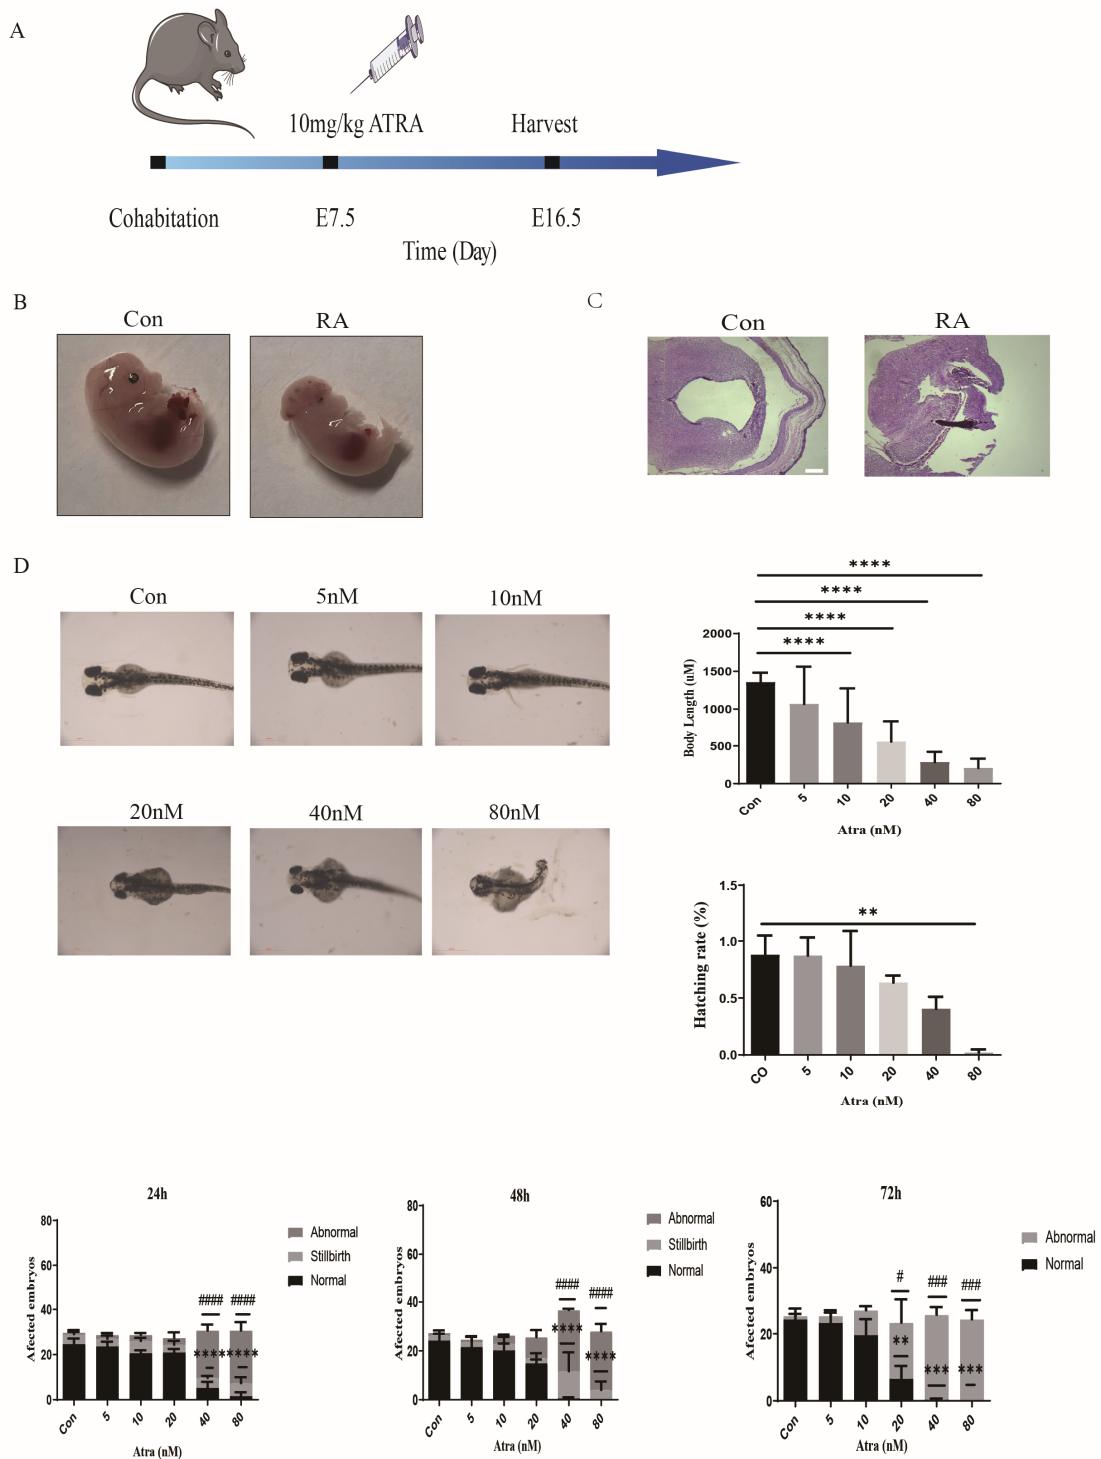 A
10mg/kg ATRA
Harvest
Cohabitation
E7.5
E16.5
Time (Day)
B
Con
RA
C
Con
RA
D
Con
5nM
10nM
20nM
40nM
80nM
****
****
****
****
2000
1500
1000
500
0
Body Length (uM)
Con
5
10
20
40
80
Atra (nM)
**
1.5
1.0
0.5
0.0
Hatching rate (%)
CO
5
10
20
40
80
Atra (nM)
24h
80
60
40
20
0
Afected embryos
Abnormal
Stillbirth
Normal
####
####
****
****
Con
5
10
20
40
80
Atra (nM)
48h
80
60
40
20
0
Afected embryos
Abnormal
Stillbirth
Normal
####
####
****
****
Con
5
10
20
40
80
Atra (nM)
72h
60
40
20
0
Afected embryos
Abnormal
Normal
#
###
###
**
***
***
Con
5
10
20
40
80
Atra (nM)